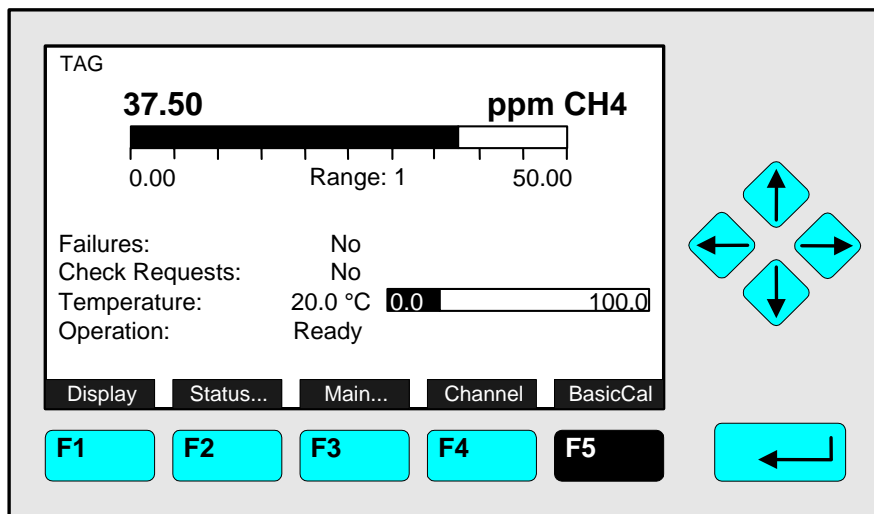 TAG
37.50 ppm CH4
0.00 Range: 1 50.00
Failures: No
Check Requests: No
Temperature: 20.0 °C 0.0 100.0
Operation: Ready
Display Status... Main... Channel BasicCal
F1 F2 F3 F4 F5